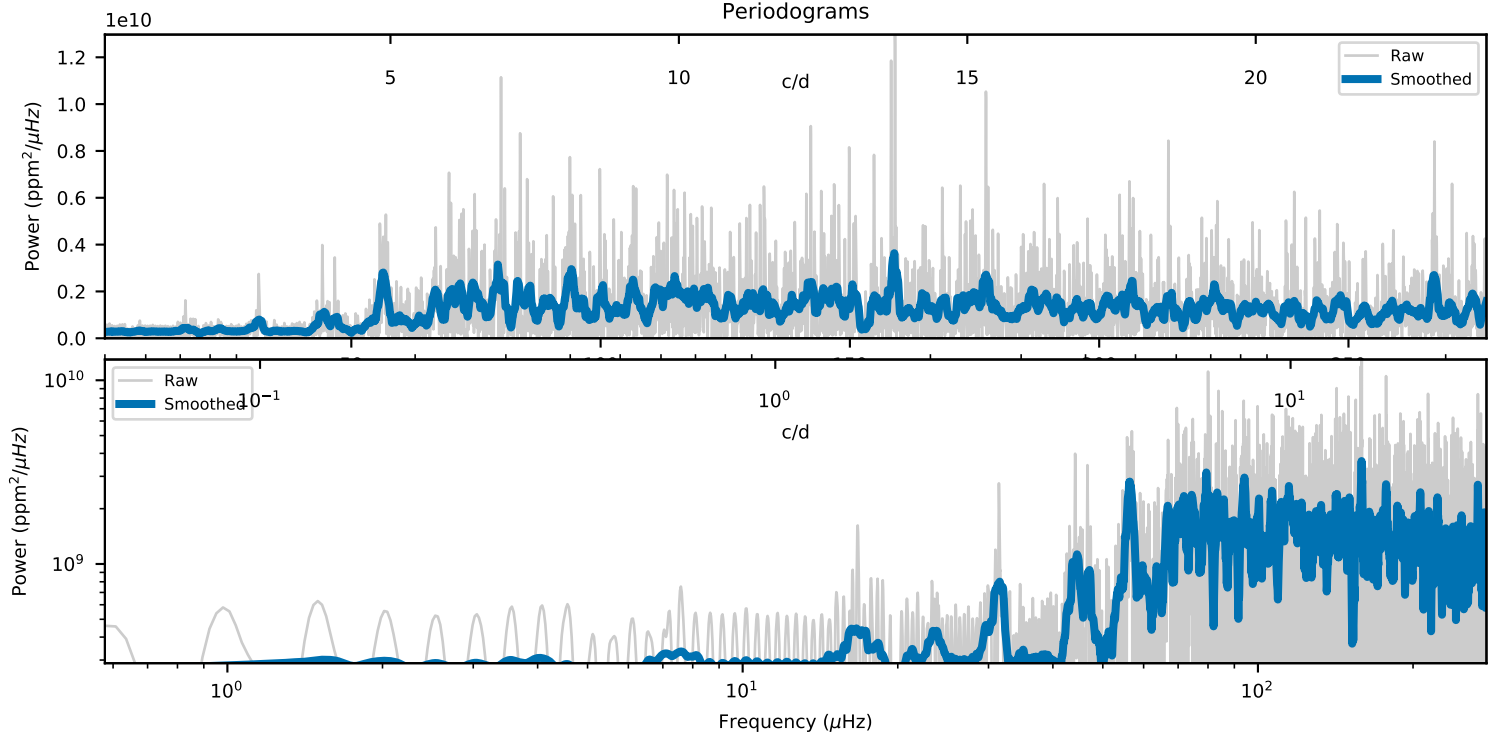 Periodograms
1e10
1.2
1.0
0.8
0.6
0.4
0.2
0.0
Power (ppm²/μHz)
5 10 15 20
c/d
Raw
Smoothed
10¹⁰
10⁹
Power (ppm²/μHz)
Raw
Smoothed
10⁻¹ 10⁰ 10¹
c/d
10⁰ 10¹ 10²
Frequency (μHz)